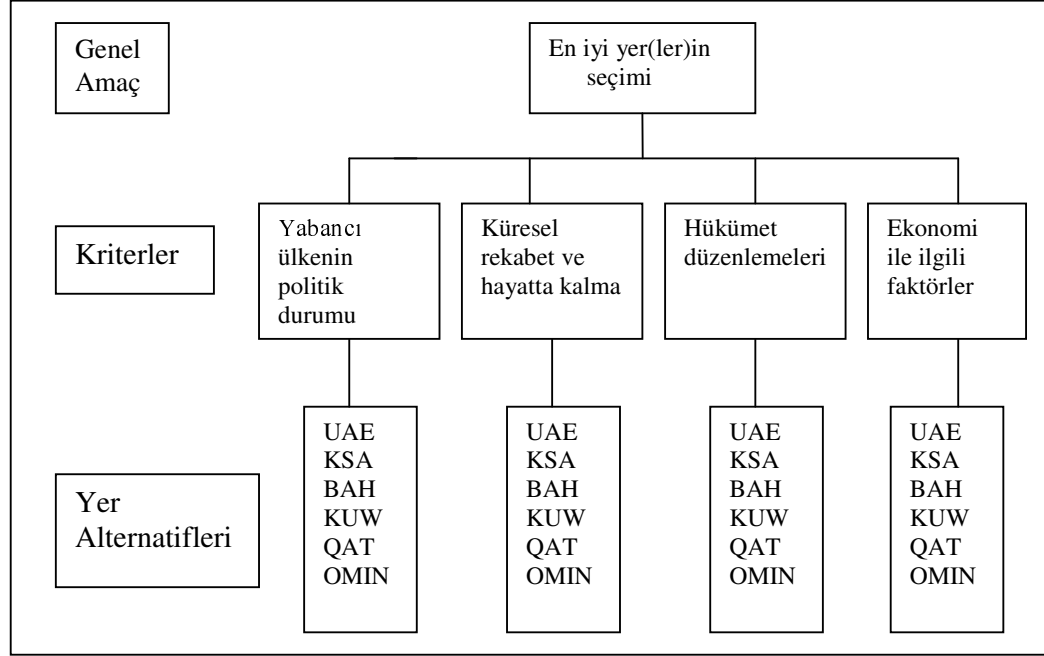 Genel
Amaç
En iyi yer(ler)in
seçimi
Kriterler
Yabancı
ülkenin
politik
durumu
Küresel
rekabet ve
hayatta kalma
Hükümet
düzenlemeleri
Ekonomi
ile ilgili
faktörler
Yer
Alternatifleri
UAE
KSA
BAH
KUW
QAT
OMIN
UAE
KSA
BAH
KUW
QAT
OMIN
UAE
KSA
BAH
KUW
QAT
OMIN
UAE
KSA
BAH
KUW
QAT
OMIN